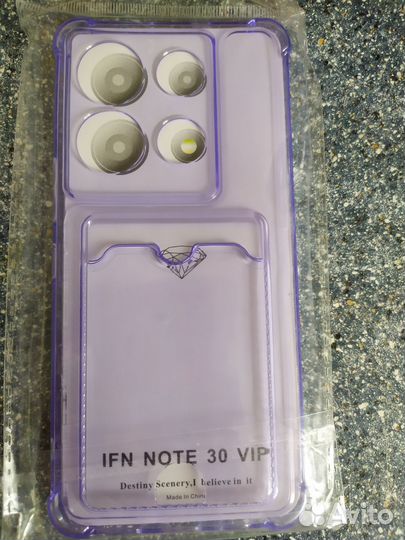 IFN NOTE 30 VIP
Destiny Scenery,I believe in it
Made In China
Avito